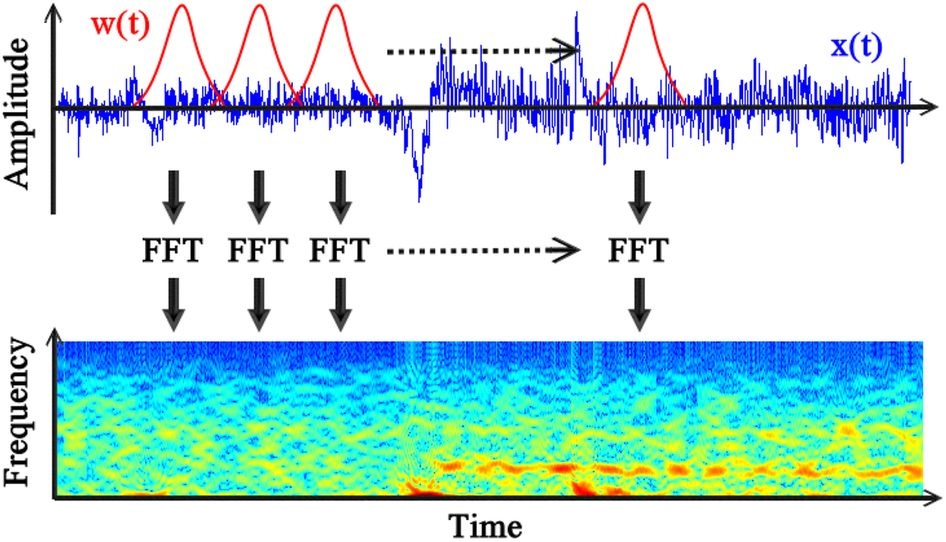 w(t)
x(t)
Amplitude
FFT FFT FFT FFT
Frequency
Time